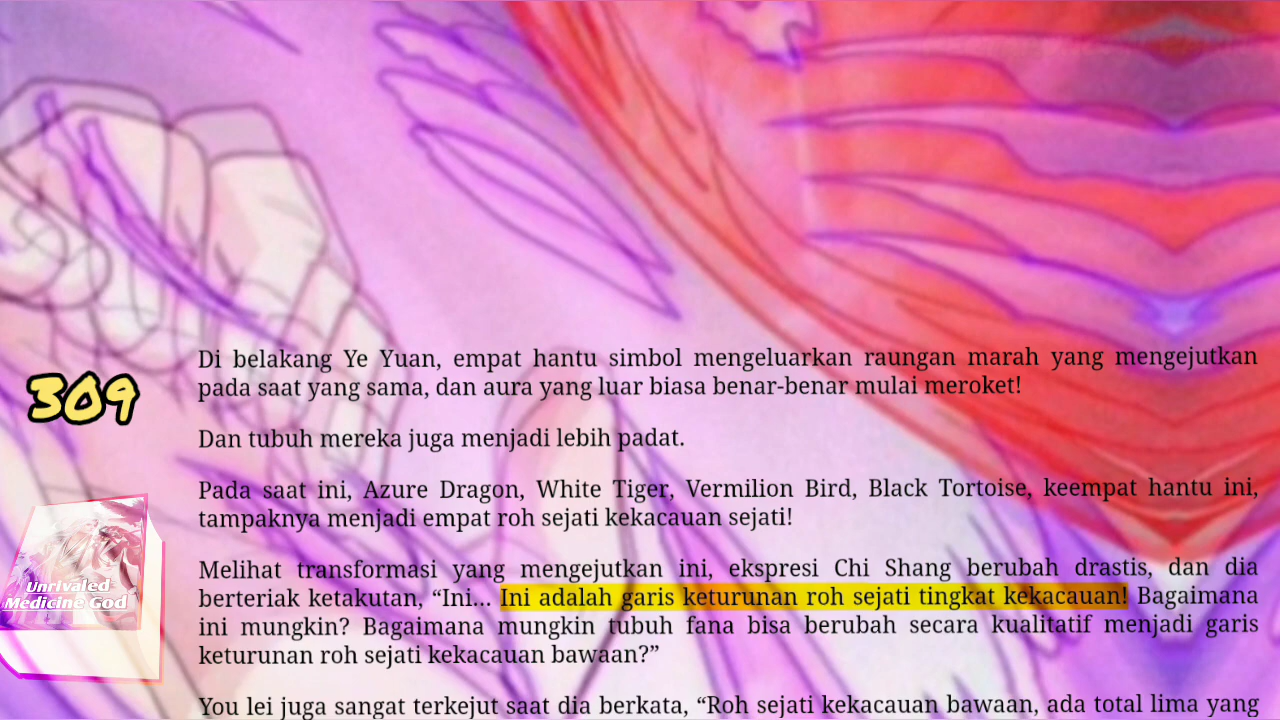 Di belakang Ye Yuan, empat hantu simbol mengeluarkan raungan marah yang mengejutkan
pada saat yang sama, dan aura yang luar biasa benar-benar mulai meroket!
309
Dan tubuh mereka juga menjadi lebih padat.
Pada saat ini, Azure Dragon, White Tiger, Vermilion Bird, Black Tortoise, keempat hantu ini,
tampaknya menjadi empat roh sejati kekacauan sejati!
Melihat transformasi yang mengejutkan ini, ekspresi Chi Shang berubah drastis, dan dia
berteriak ketakutan, “Ini... Ini adalah garis keturunan roh sejati tingkat kekacauan! Bagaimana
ini mungkin? Bagaimana mungkin tubuh fana bisa berubah secara kualitatif menjadi garis
keturunan roh sejati kekacauan bawaan?”
Unrivaled
Medicine God
You lei juga sangat terkejut saat dia berkata, “Roh sejati kekacauan bawaan, ada total lima yang